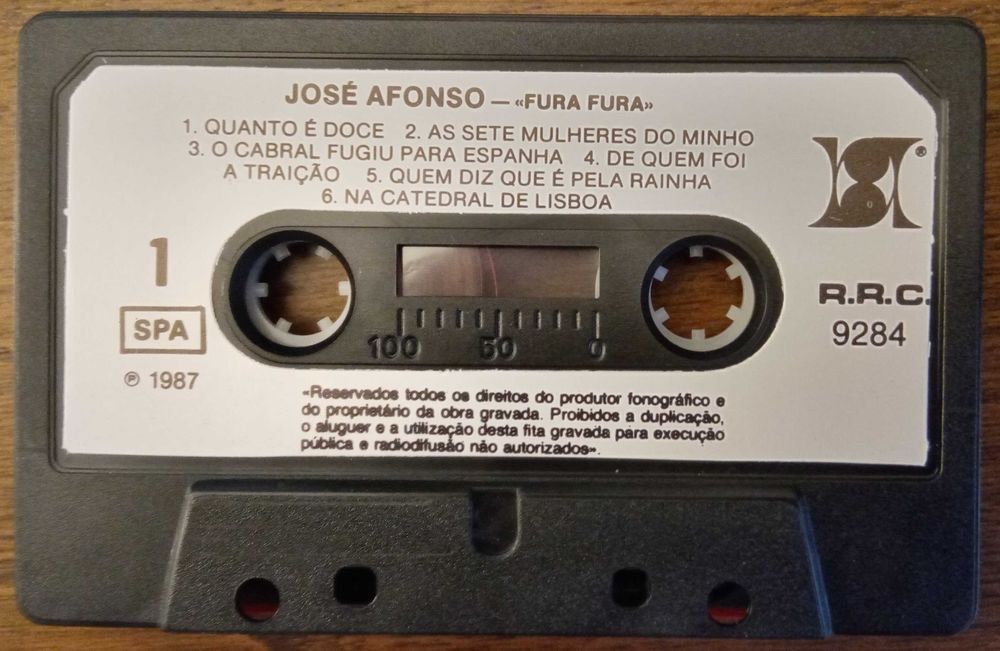 JOSÉ AFONSO — «FURA FURA»
1. QUANTO É DOCE 2. AS SETE MULHERES DO MINHO
3. O CABRAL FUGIU PARA ESPANHA 4. DE QUEM FOI
A TRAIÇÃO 5. QUEM DIZ QUE É PELA RAINHA
6. NA CATEDRAL DE LISBOA
®
1
SPA
℗ 1987
R.R.C.
9284
100 50 0
«Reservados todos os direitos do produtor fonográfico e
do proprietário da obra gravada. Proibidos a duplicação,
o aluguer e a utilização desta fita gravada para execução
pública e radiodifusão não autorizados».